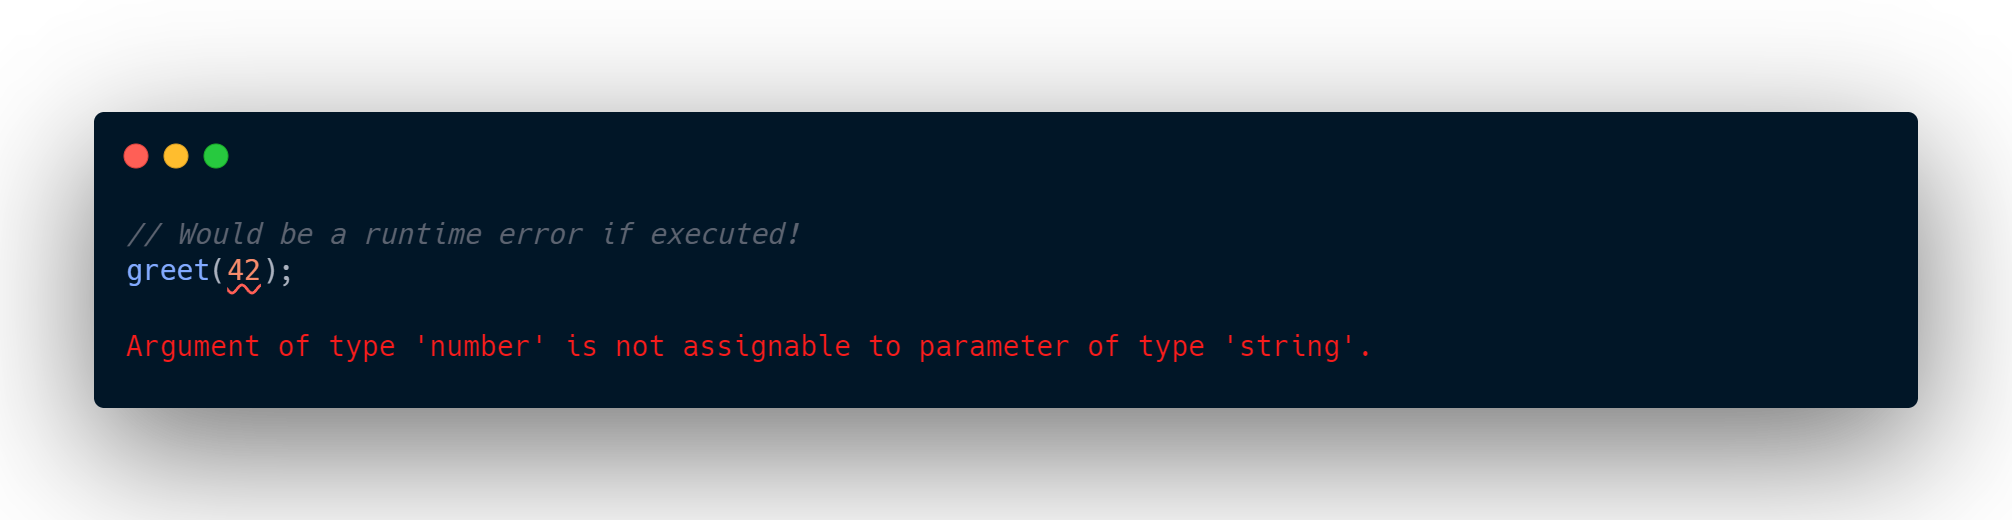 // Would be a runtime error if executed!
greet(42);
Argument of type 'number' is not assignable to parameter of type 'string'.